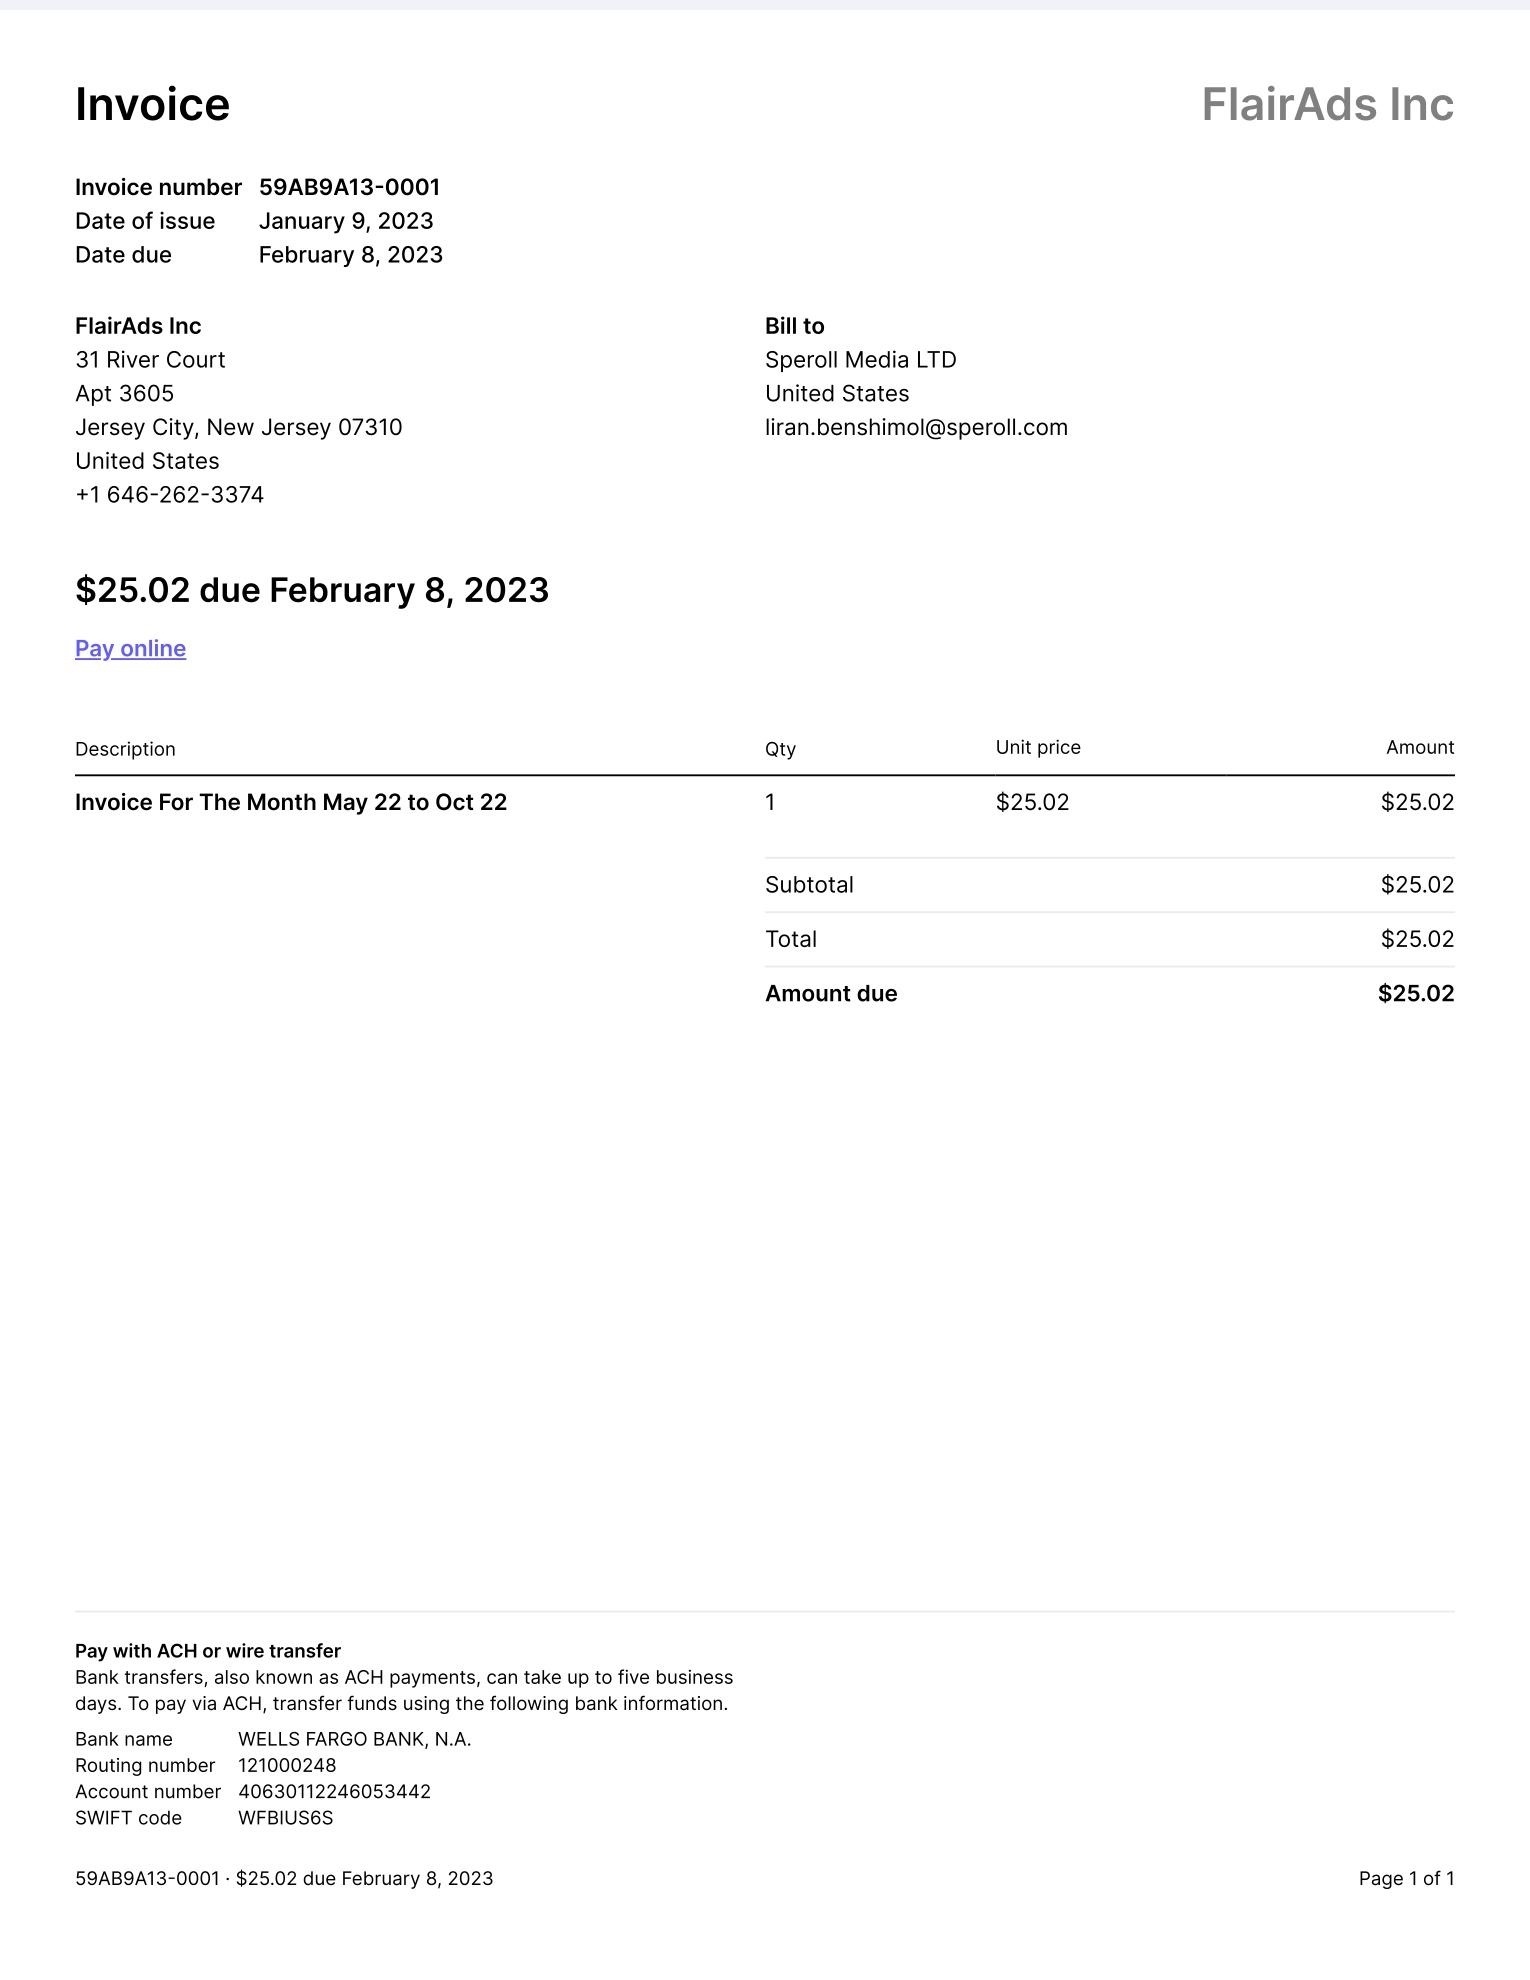 Invoice
FlairAds Inc
Invoice number 59AB9A13-0001
Date of issue January 9, 2023
Date due February 8, 2023
FlairAds Inc
31 River Court
Apt 3605
Jersey City, New Jersey 07310
United States
+1 646-262-3374
Bill to
Speroll Media LTD
United States
liran.benshimol@speroll.com
$25.02 due February 8, 2023
Pay online
Description Qty Unit price Amount
Invoice For The Month May 22 to Oct 22 1 $25.02 $25.02
Subtotal $25.02
Total $25.02
Amount due $25.02
Pay with ACH or wire transfer
Bank transfers, also known as ACH payments, can take up to five business
days. To pay via ACH, transfer funds using the following bank information.
Bank name WELLS FARGO BANK, N.A.
Routing number 121000248
Account number 40630112246053442
SWIFT code WFBIUS6S
59AB9A13-0001 · $25.02 due February 8, 2023
Page 1 of 1